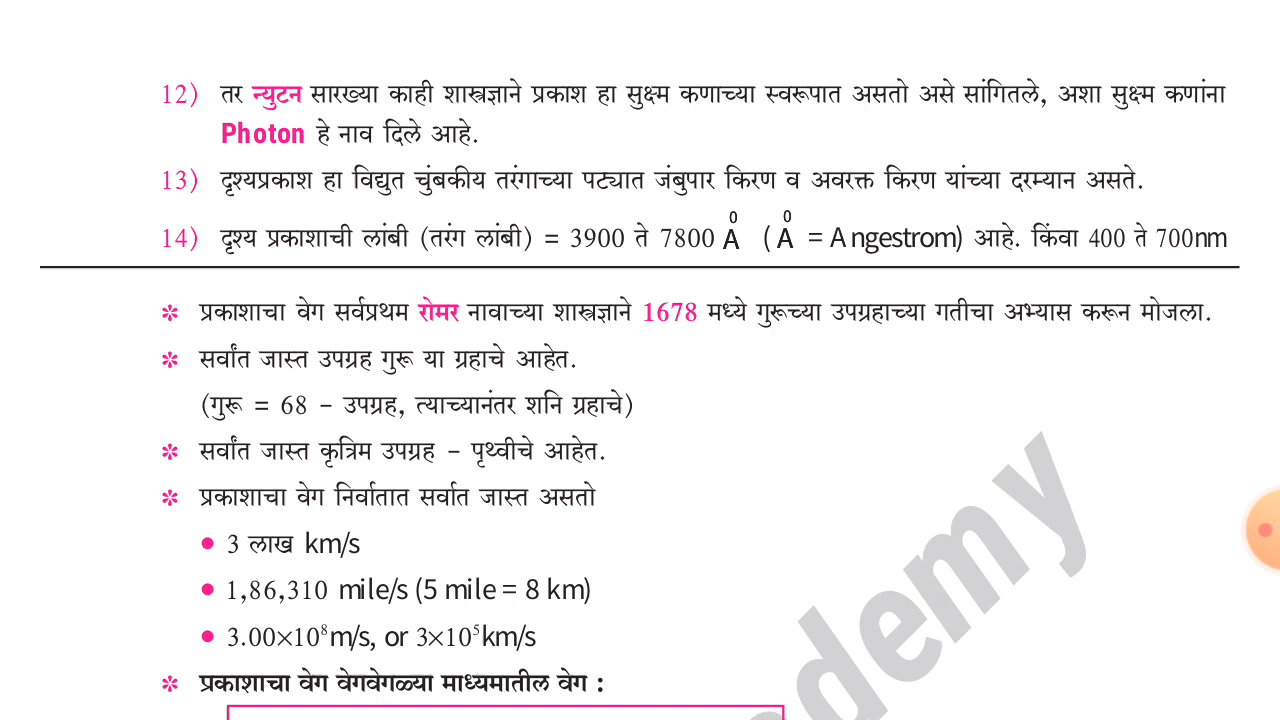 12) तर न्युटन सारख्या काही शास्त्रज्ञाने प्रकाश हा सुक्ष्म कणाच्या स्वरूपात असतो असे सांगितले, अशा सुक्ष्म कणांना
Photon हे नाव दिले आहे.
13) दृश्यप्रकाश हा विद्युत चुंबकीय तरंगाच्या पट्यात जंबुपार किरण व अवरक्त किरण यांच्या दरम्यान असते.
14) दृश्य प्रकाशाची लांबी (तरंग लांबी) = 3900 ते 7800 Å (Å = Angestrom) आहे. किंवा 400 ते 700nm
* प्रकाशाचा वेग सर्वप्रथम रोमर नावाच्या शास्त्रज्ञाने 1678 मध्ये गुरूच्या उपग्रहाच्या गतीचा अभ्यास करून मोजला.
* सर्वांत जास्त उपग्रह गुरू या ग्रहाचे आहेत.
(गुरू = 68 - उपग्रह, त्याच्यानंतर शनि ग्रहाचे)
* सर्वांत जास्त कृत्रिम उपग्रह - पृथ्वीचे आहेत.
* प्रकाशाचा वेग निर्वातात सर्वात जास्त असतो
• 3 लाख km/s
• 1,86,310 mile/s (5 mile = 8 km)
• 3.00×10⁸m/s, or 3×10⁵km/s
* प्रकाशाचा वेग वेगवेगळ्या माध्यमातील वेग :
demy